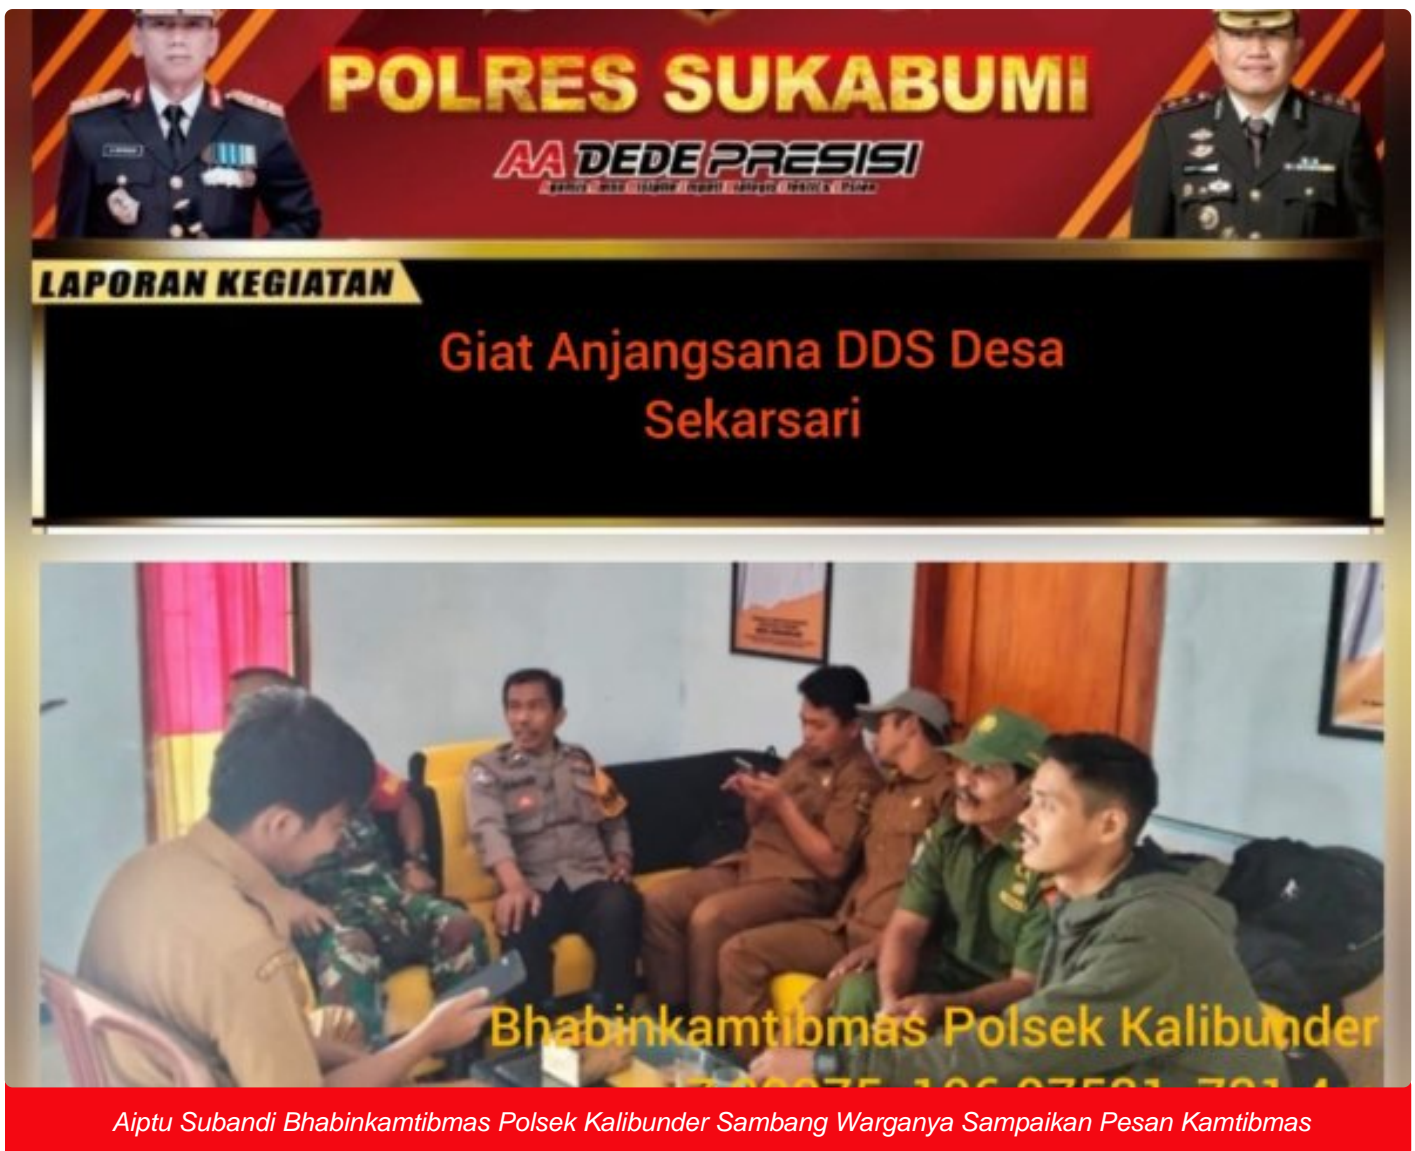 POLRES SUKABUMI
AA DEDE PRESISI
LAPORAN KEGIATAN
Giat Anjangsana DDS Desa
Sekarsari
Bhabinkamtibmas Polsek Kalibunder
Aiptu Subandi Bhabinkamtibmas Polsek Kalibunder Sambang Warganya Sampaikan Pesan Kamtibmas